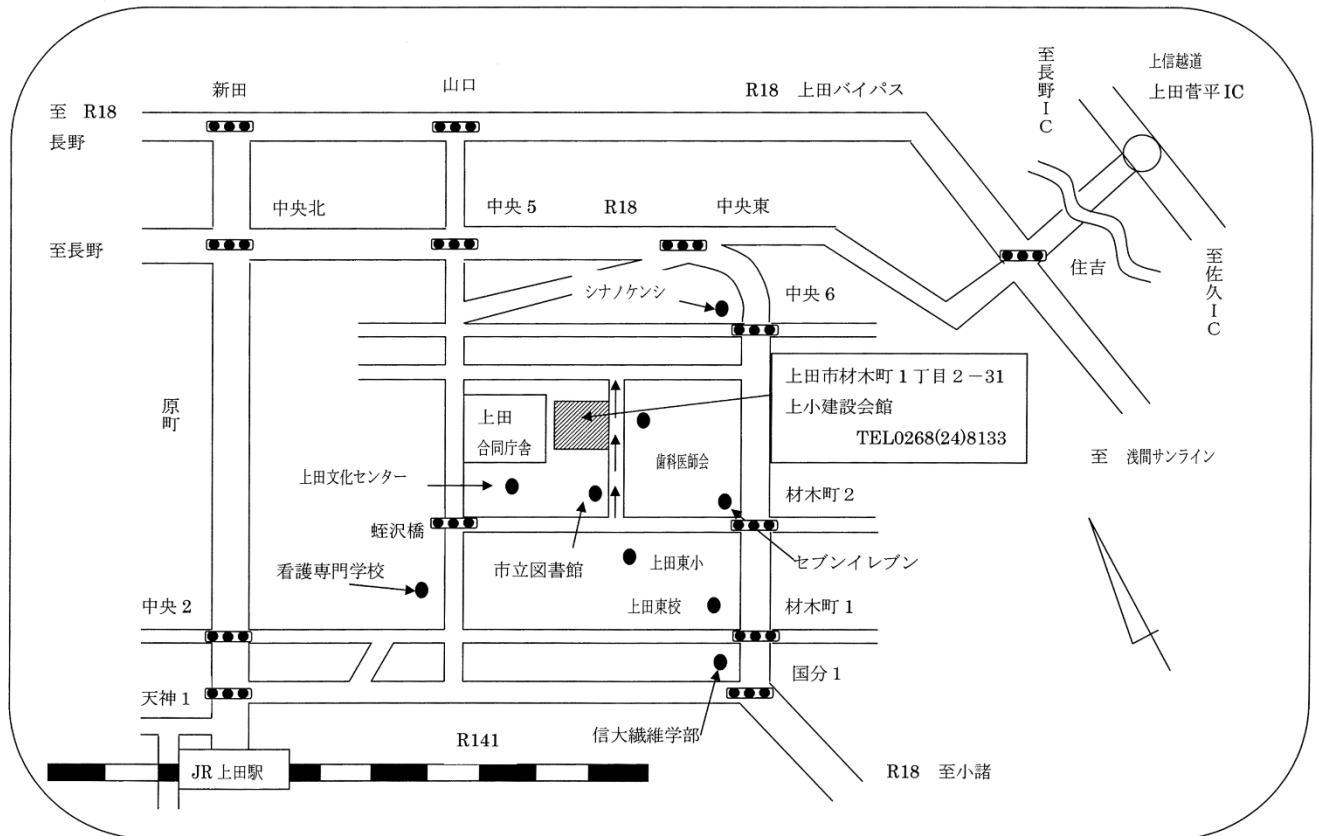 上信越道
上田菅平 IC
至長野IC
新田
山口
R18 上田バイパス
至 R18
長野
中央北
中央 5
R18
中央東
至長野
住吉
至佐久IC
シナノケンシ
中央 6
原町
上田市材木町 1 丁目 2－31
上小建設会館
TEL0268(24)8133
上田
合同庁舎
歯科医師会
至 浅間サンライン
上田文化センター
材木町 2
蛭沢橋
看護専門学校
市立図書館
上田東小
セブンイレブン
中央 2
上田東校
材木町 1
国分 1
天神 1
信大繊維学部
R141
JR 上田駅
R18 至小諸